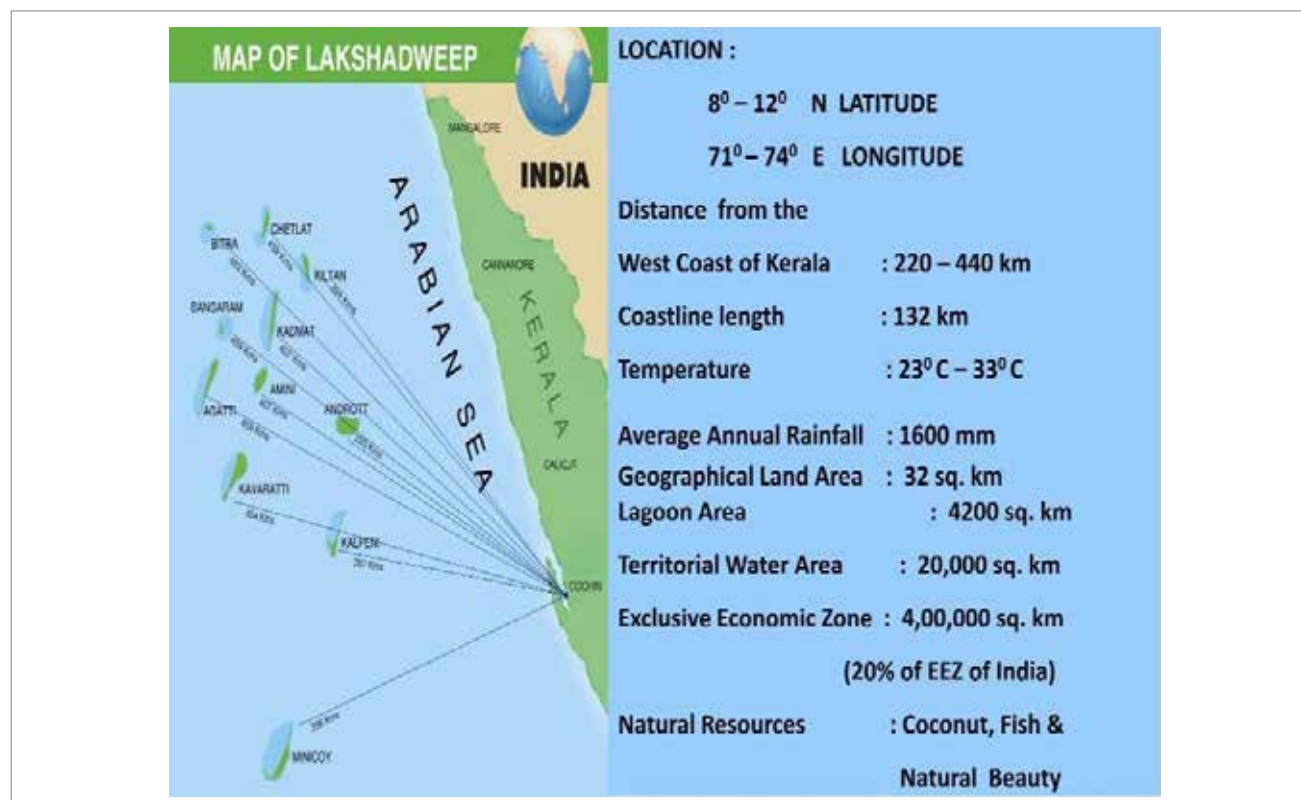 MAP OF LAKSHADWEEP
INDIA
MANGALORE
CANNANORE
CALICUT
COCHIN
KERALA
ARABIAN SEA
CHETLAT
BITRA
KILTAN
BANGARAM
KADMAT
AMINI
ANDROTT
AGATTI
KAVARATTI
KALPENI
MINICOY
LOCATION :
8⁰ – 12⁰ N LATITUDE
71⁰ – 74⁰ E LONGITUDE
Distance from the
West Coast of Kerala : 220 – 440 km
Coastline length : 132 km
Temperature : 23⁰ C – 33⁰ C
Average Annual Rainfall : 1600 mm
Geographical Land Area : 32 sq. km
Lagoon Area : 4200 sq. km
Territorial Water Area : 20,000 sq. km
Exclusive Economic Zone : 4,00,000 sq. km
(20% of EEZ of India)
Natural Resources : Coconut, Fish &
Natural Beauty